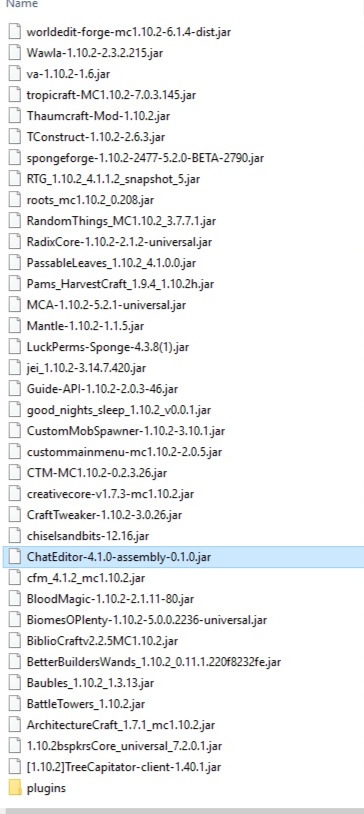 Name
worldedit-forge-mc1.10.2-6.1.4-dist.jar
Wawla-1.10.2-2.3.2.215.jar
va-1.10.2-1.6.jar
tropicraft-MC1.10.2-7.0.3.145.jar
Thaumcraft-Mod-1.10.2.jar
TConstruct-1.10.2-2.6.3.jar
spongeforge-1.10.2-2477-5.2.0-BETA-2790.jar
RTG_1.10.2_4.1.1.2_snapshot_5.jar
roots_mc1.10.2_0.208.jar
RandomThings_MC1.10.2_3.7.7.1.jar
RadixCore-1.10.2-2.1.2-universal.jar
PassableLeaves_1.10.2_4.1.0.0.jar
Pams_HarvestCraft_1.9.4_1.10.2h.jar
MCA-1.10.2-5.2.1-universal.jar
Mantle-1.10.2-1.1.5.jar
LuckPerms-Sponge-4.3.8(1).jar
jei_1.10.2-3.14.7.420.jar
Guide-API-1.10.2-2.0.3-46.jar
good_nights_sleep_1.10.2_v0.0.1.jar
CustomMobSpawner-1.10.2-3.10.1.jar
custommainmenu-mc1.10.2-2.0.5.jar
CTM-MC1.10.2-0.2.3.26.jar
creativecore-v1.7.3-mc1.10.2.jar
CraftTweaker-1.10.2-3.0.26.jar
chiselsandbits-12.16.jar
ChatEditor-4.1.0-assembly-0.1.0.jar
cfm_4.1.2_mc1.10.2.jar
BloodMagic-1.10.2-2.1.11-80.jar
BiomesOPlenty-1.10.2-5.0.0.2236-universal.jar
BiblioCraftv2.2.5MC1.10.2.jar
BetterBuildersWands_1.10.2_0.11.1.220f8232fe.jar
Baubles_1.10.2_1.3.13.jar
BattleTowers_1.10.2.jar
ArchitectureCraft_1.7.1_mc1.10.2.jar
1.10.2bspkrsCore_universal_7.2.0.1.jar
[1.10.2]TreeCapitator-client-1.40.1.jar
plugins